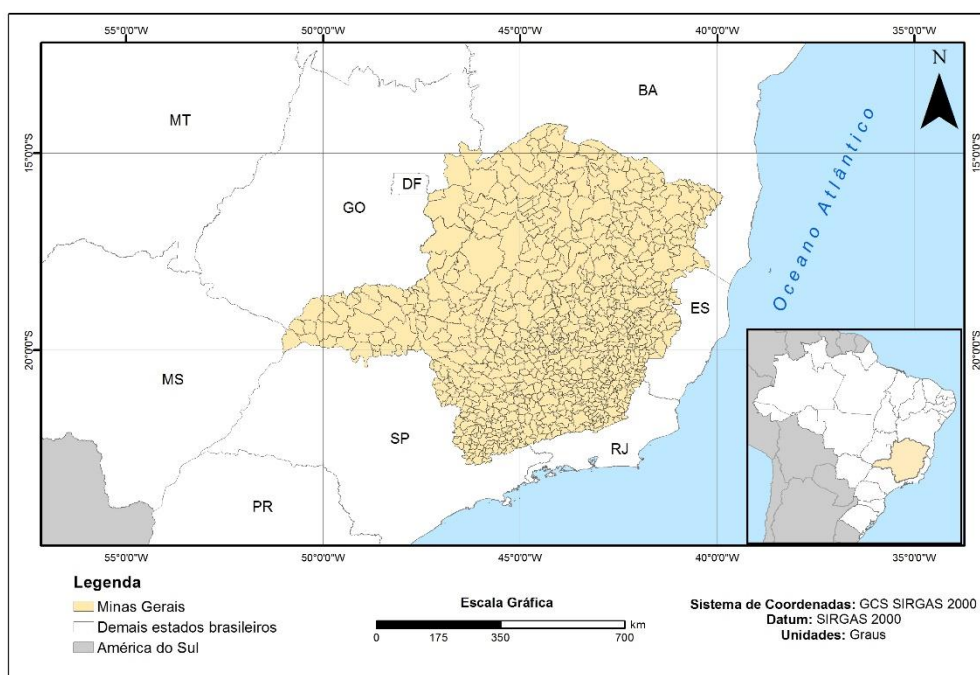 55°0'0"W 50°0'0"W 45°0'0"W 40°0'0"W 35°0'0"W
N
BA
MT
15°0'0"S 15°0'0"S
DF
GO
Oceano Atlântico
ES
20°0'0"S 20°0'0"S
MS
SP
RJ
PR
55°0'0"W 50°0'0"W 45°0'0"W 40°0'0"W 35°0'0"W
Legenda
Minas Gerais
Demais estados brasileiros
América do Sul
Escala Gráfica
km
0 175 350 700
Sistema de Coordenadas: GCS SIRGAS 2000
Datum: SIRGAS 2000
Unidades: Graus